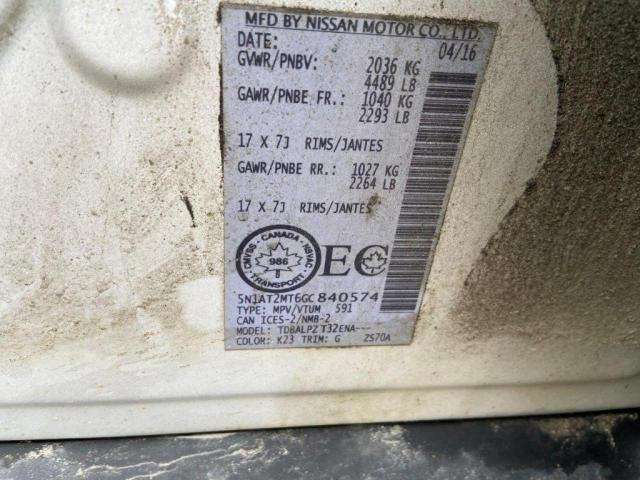 MFD BY NISSAN MOTOR CO., LTD.
DATE: 04/16
GVWR/PNBV: 2036 KG
4489 LB
GAWR/PNBE FR.: 1040 KG
2293 LB
17 X 7J RIMS/JANTES
GAWR/PNBE RR.: 1027 KG
2264 LB
17 X 7J RIMS/JANTES
CANADA
CMVSS NSVAC
986
TRANSPORT
EC
5N1AT2MT6GC840574
TYPE: MPV/VTUM 591
CAN ICES-2/NMB-2
MODEL: TDBALPZ T32ENA---
COLOR: K23 TRIM: G ZS70A